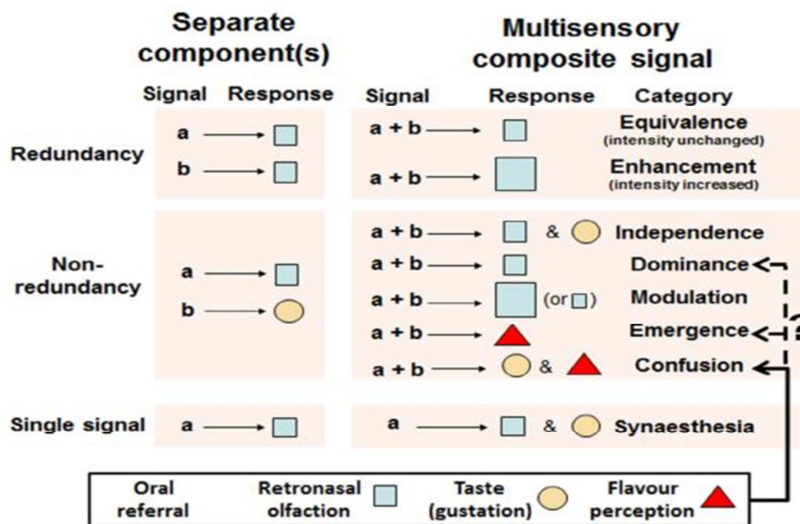 Separate
component(s)
Multisensory
composite signal
Signal Response
Signal Response Category
Redundancy
a
b
a + b
Equivalence
(intensity unchanged)
a + b
Enhancement
(intensity increased)
Non-
redundancy
a
b
a + b & Independence
a + b Dominance
a + b (or ) Modulation
a + b Emergence
a + b & Confusion
Single signal a a & Synaesthesia
Oral
referral
Retronasal
olfaction
Taste
(gustation)
Flavour
perception